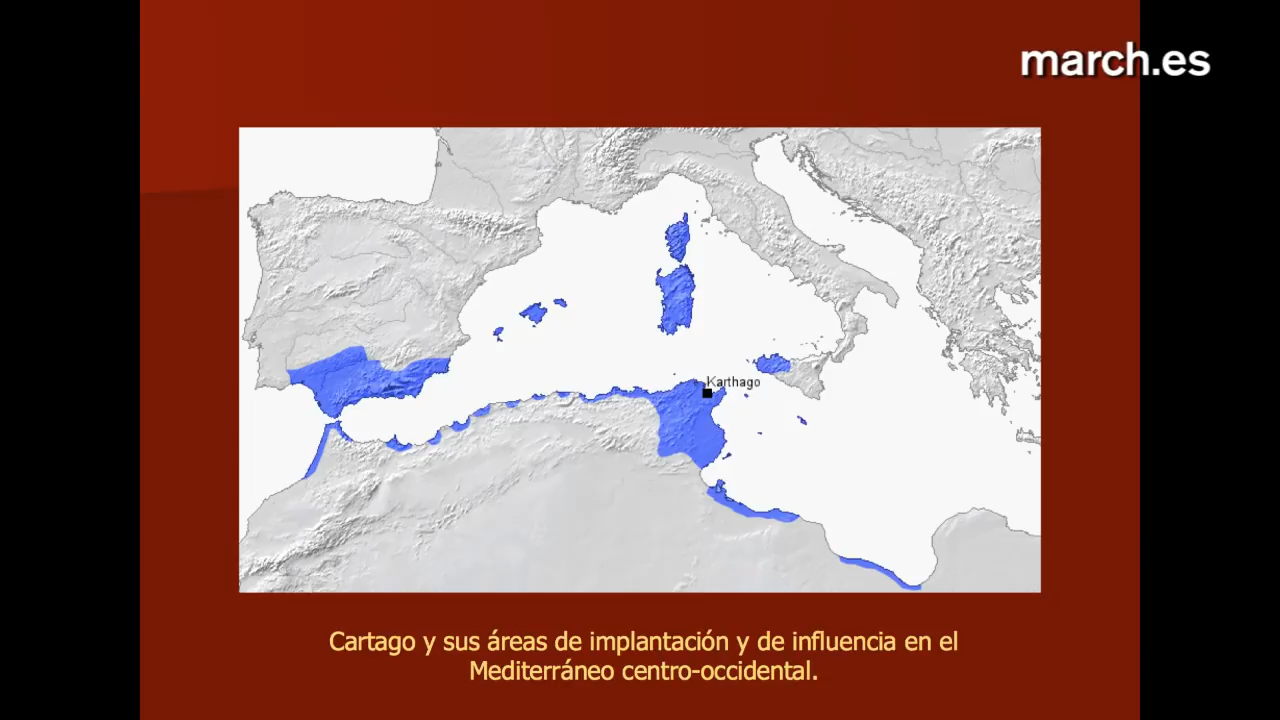 march.es
Karthago
Cartago y sus áreas de implantación y de influencia en el
Mediterráneo centro-occidental.